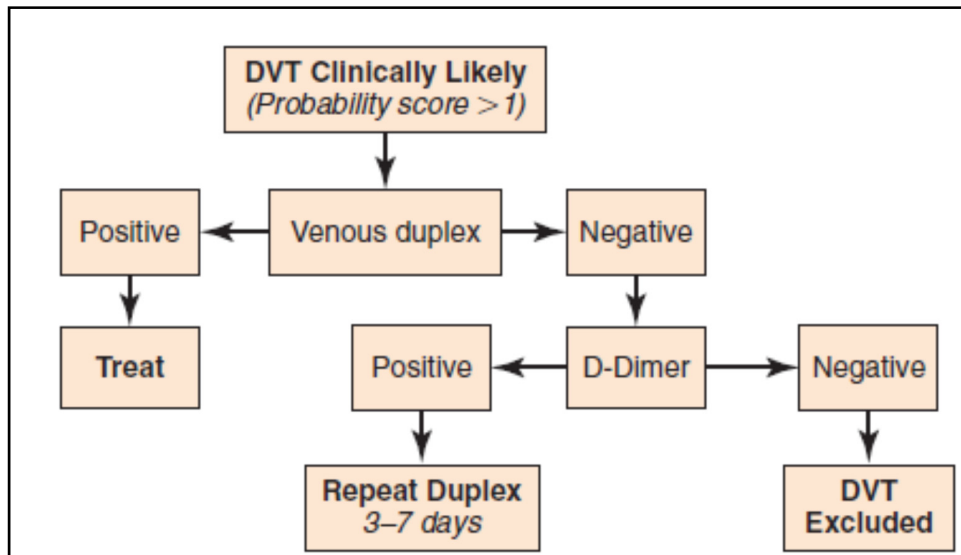 DVT Clinically Likely
(Probability score > 1)
Positive
Venous duplex
Negative
Treat
Positive
D-Dimer
Negative
Repeat Duplex
3–7 days
DVT
Excluded